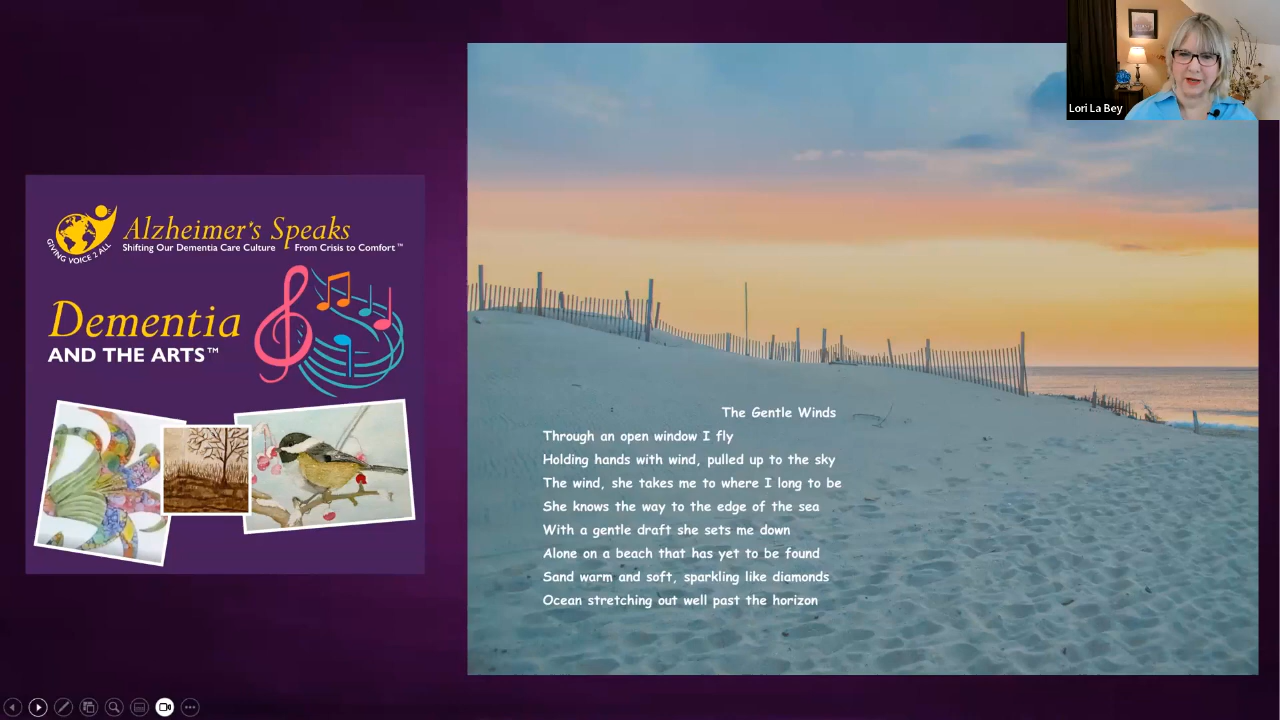 Lori La Bey
GIVING VOICE 2 ALL
Alzheimer's Speaks
Shifting Our Dementia Care Culture From Crisis to Comfort™
Dementia
AND THE ARTS™
The Gentle Winds
Through an open window I fly
Holding hands with wind, pulled up to the sky
The wind, she takes me to where I long to be
She knows the way to the edge of the sea
With a gentle draft she sets me down
Alone on a beach that has yet to be found
Sand warm and soft, sparkling like diamonds
Ocean stretching out well past the horizon